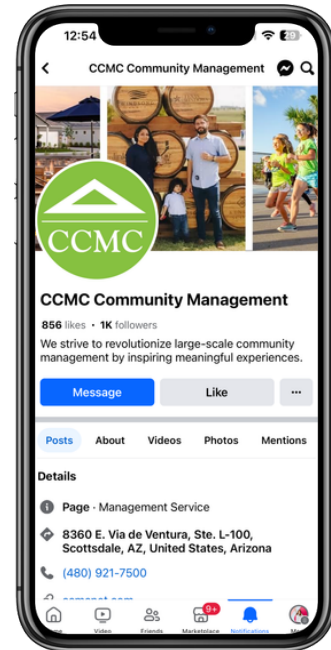 12:54
29
CCMC Community Management
CCMC
CCMC Community Management
856 likes • 1K followers
We strive to revolutionize large-scale community
management by inspiring meaningful experiences.
Message
Like
Posts
About
Videos
Photos
Mentions
Details
Page · Management Service
8360 E. Via de Ventura, Ste. L-100,
Scottsdale, AZ, United States, Arizona
(480) 921-7500
9+
Video
Friends
Marketplace
Notifications